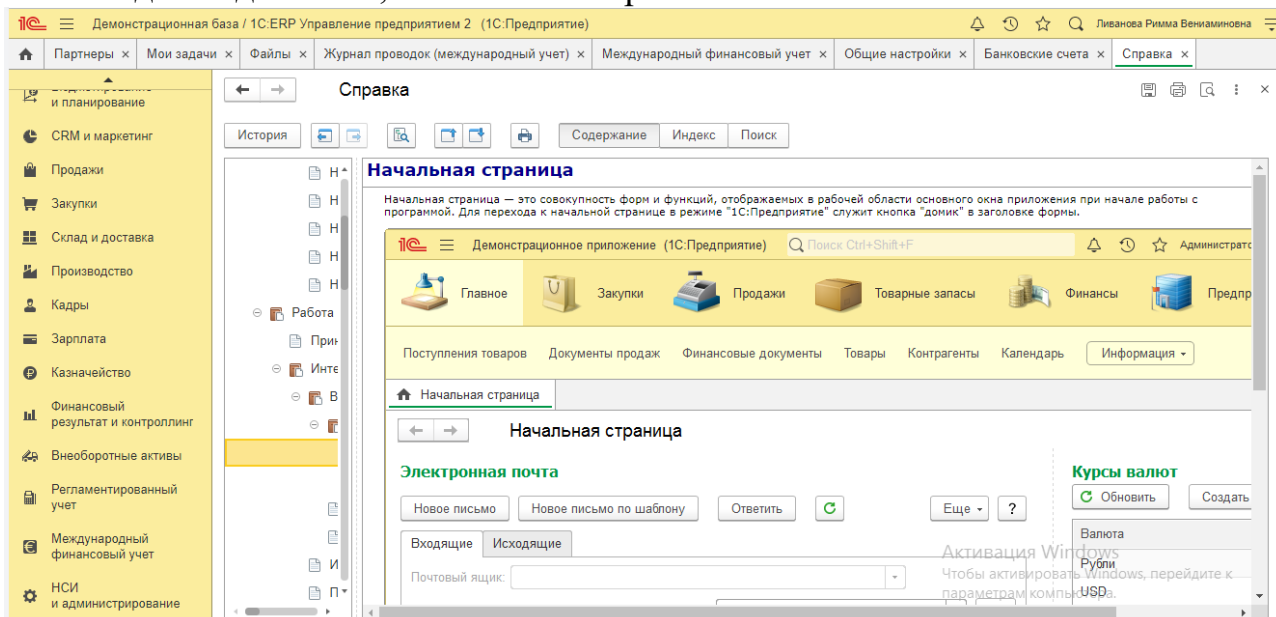 Демонстрационная база / 1С:ERP Управление предприятием 2 (1С:Предприятие)
Ливанова Римма Вениаминовна
Партнеры × Мои задачи × Файлы × Журнал проводок (международный учет) × Международный финансовый учет × Общие настройки × Банковские счета × Справка ×
и планирование
CRM и маркетинг
Продажи
Закупки
Склад и доставка
Производство
Кадры
Зарплата
Казначейство
Финансовый
результат и контроллинг
Внеоборотные активы
Регламентированный
учет
Международный
финансовый учет
НСИ
и администрирование
Справка
История
Содержание Индекс Поиск
Н
Н
Н
Н
Н
Работа
При
Инте
В
И
П
Начальная страница
Начальная страница — это совокупность форм и функций, отображаемых в рабочей области основного окна приложения при начале работы с
программой. Для перехода к начальной странице в режиме "1С:Предприятие" служит кнопка "домик" в заголовке формы.
Демонстрационное приложение (1С:Предприятие) Поиск Ctrl+Shift+F Администрато
Главное Закупки Продажи Товарные запасы Финансы Предпр
Поступления товаров Документы продаж Финансовые документы Товары Контрагенты Календарь Информация
Начальная страница
Начальная страница
Электронная почта
Новое письмо Новое письмо по шаблону Ответить Еще ?
Входящие Исходящие
Почтовый ящик:
Курсы валют
Обновить Создать
Валюта
Рубли
USD
Активация Windows
Чтобы активировать Windows, перейдите к
параметрам компьютера.